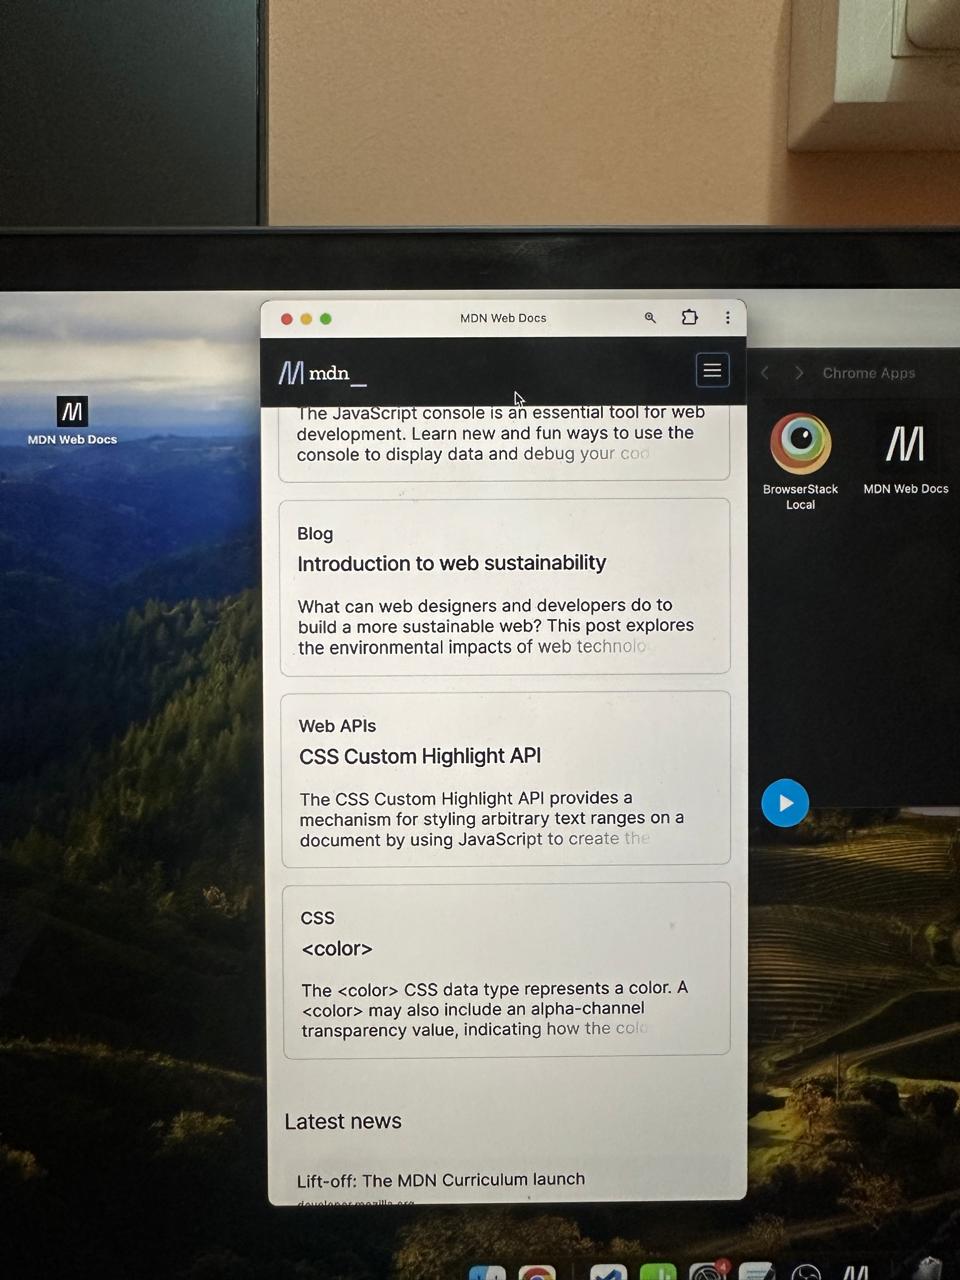 MDN Web Docs
MDN Web Docs
mdn_
The JavaScript console is an essential tool for web
development. Learn new and fun ways to use the
console to display data and debug your cod
Blog
Introduction to web sustainability
What can web designers and developers do to
build a more sustainable web? This post explores
the environmental impacts of web technolo
Web APIs
CSS Custom Highlight API
The CSS Custom Highlight API provides a
mechanism for styling arbitrary text ranges on a
document by using JavaScript to create the
CSS
<color>
The <color> CSS data type represents a color. A
<color> may also include an alpha-channel
transparency value, indicating how the colo
Latest news
Lift-off: The MDN Curriculum launch
developer.mozilla.org
Chrome Apps
BrowserStack
Local
MDN Web Docs
4